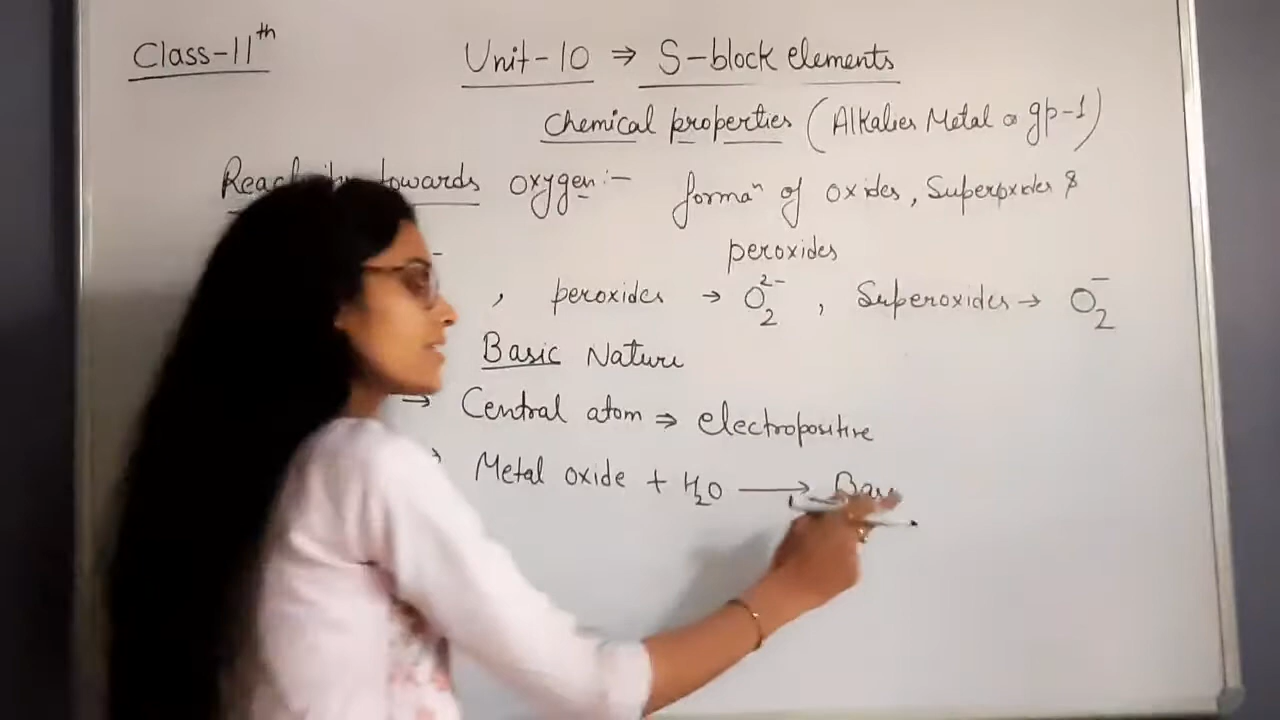 Class-11th
Unit-10 ⇒ S-block elements
Chemical properties (Alkalies Metal or gp-1)
towards oxygen:- formaⁿ of oxides, Superoxides &
peroxides
, peroxides → O₂²⁻, Superoxides → O₂⁻
Basic Nature
→ Central atom ⇒ electropositive
Metal oxide + H₂O ⟶